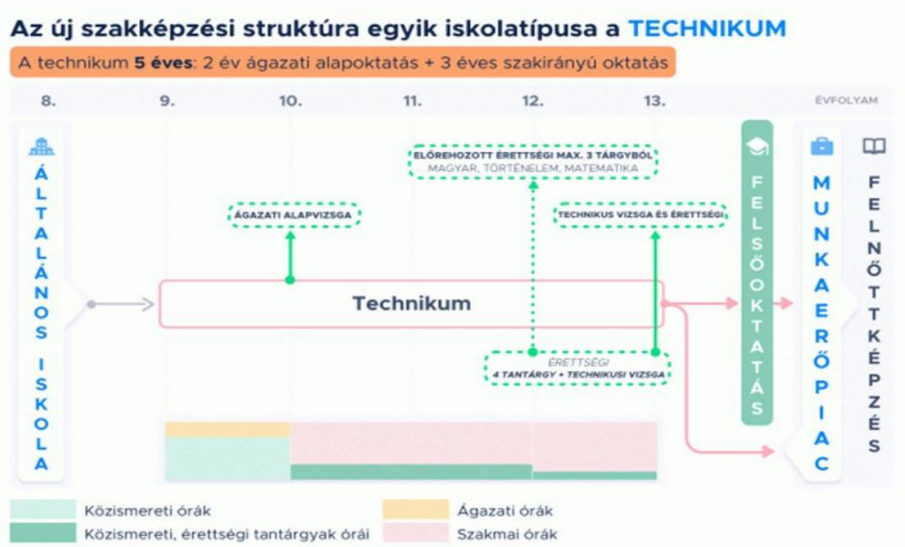 Az új szakképzési struktúra egyik iskolatípusa a TECHNIKUM
A technikum 5 éves: 2 év ágazati alapoktatás + 3 éves szakirányú oktatás
8. 9. 10. 11. 12. 13. ÉVFOLYAM
ÁLTALÁNOS ISKOLA
ELŐREHOZOTT ÉRETTSÉGI MAX. 3 TÁRGYBÓL
MAGYAR, TÖRTÉNELEM, MATEMATIKA
ÁGAZATI ALAPVIZSGA
TECHNIKUS VIZSGA ÉS ÉRETTSÉGI
Technikum
ÉRETTSÉGI
4 TANTÁRGY + TECHNIKUSI VIZSGA
FELSŐOKTATÁS
MUNKAERŐPIAC
FELNŐTTKÉPZÉS
Közismereti órák
Ágazati órák
Közismereti, érettségi tantárgyak órái
Szakmai órák